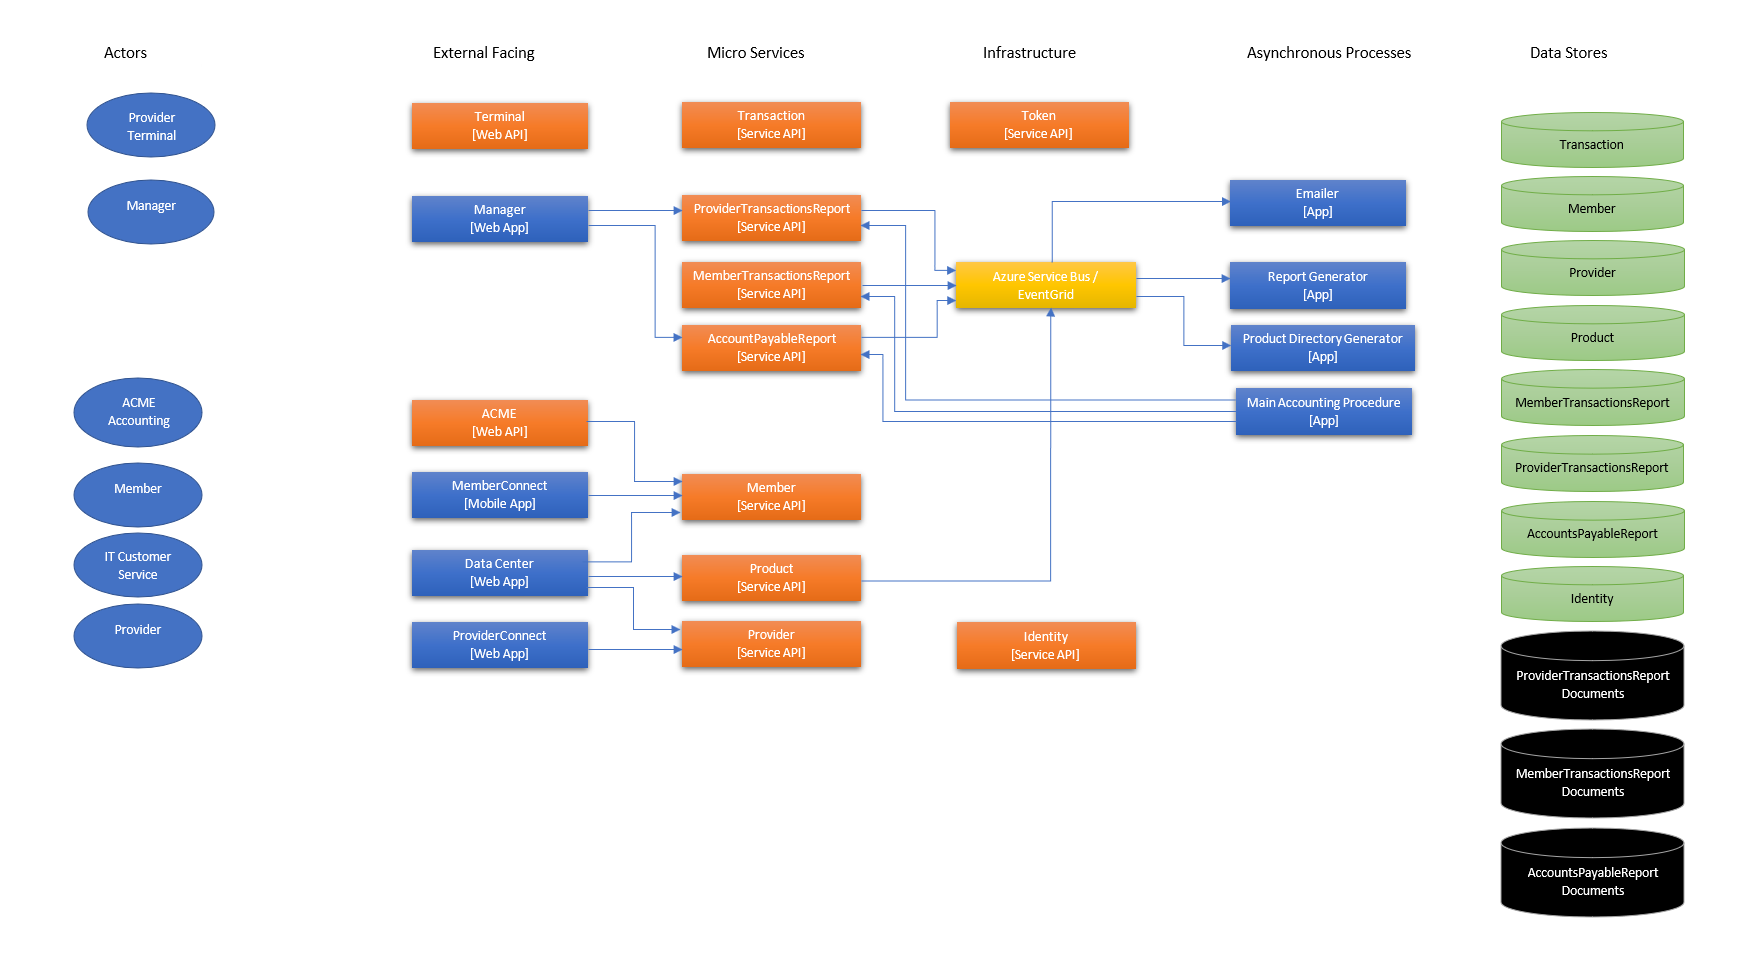 Actors
External Facing
Micro Services
Infrastructure
Asynchronous Processes
Data Stores
Provider
Terminal
Manager
ACME
Accounting
Member
IT Customer
Service
Provider
Terminal
[Web API]
Manager
[Web App]
ACME
[Web API]
MemberConnect
[Mobile App]
Data Center
[Web App]
ProviderConnect
[Web App]
Transaction
[Service API]
ProviderTransactionsReport
[Service API]
MemberTransactionsReport
[Service API]
AccountPayableReport
[Service API]
Member
[Service API]
Product
[Service API]
Provider
[Service API]
Token
[Service API]
Azure Service Bus /
EventGrid
Identity
[Service API]
Emailer
[App]
Report Generator
[App]
Product Directory Generator
[App]
Main Accounting Procedure
[App]
Transaction
Member
Provider
Product
MemberTransactionsReport
ProviderTransactionsReport
AccountsPayableReport
Identity
ProviderTransactionsReport
Documents
MemberTransactionsReport
Documents
AccountsPayableReport
Documents